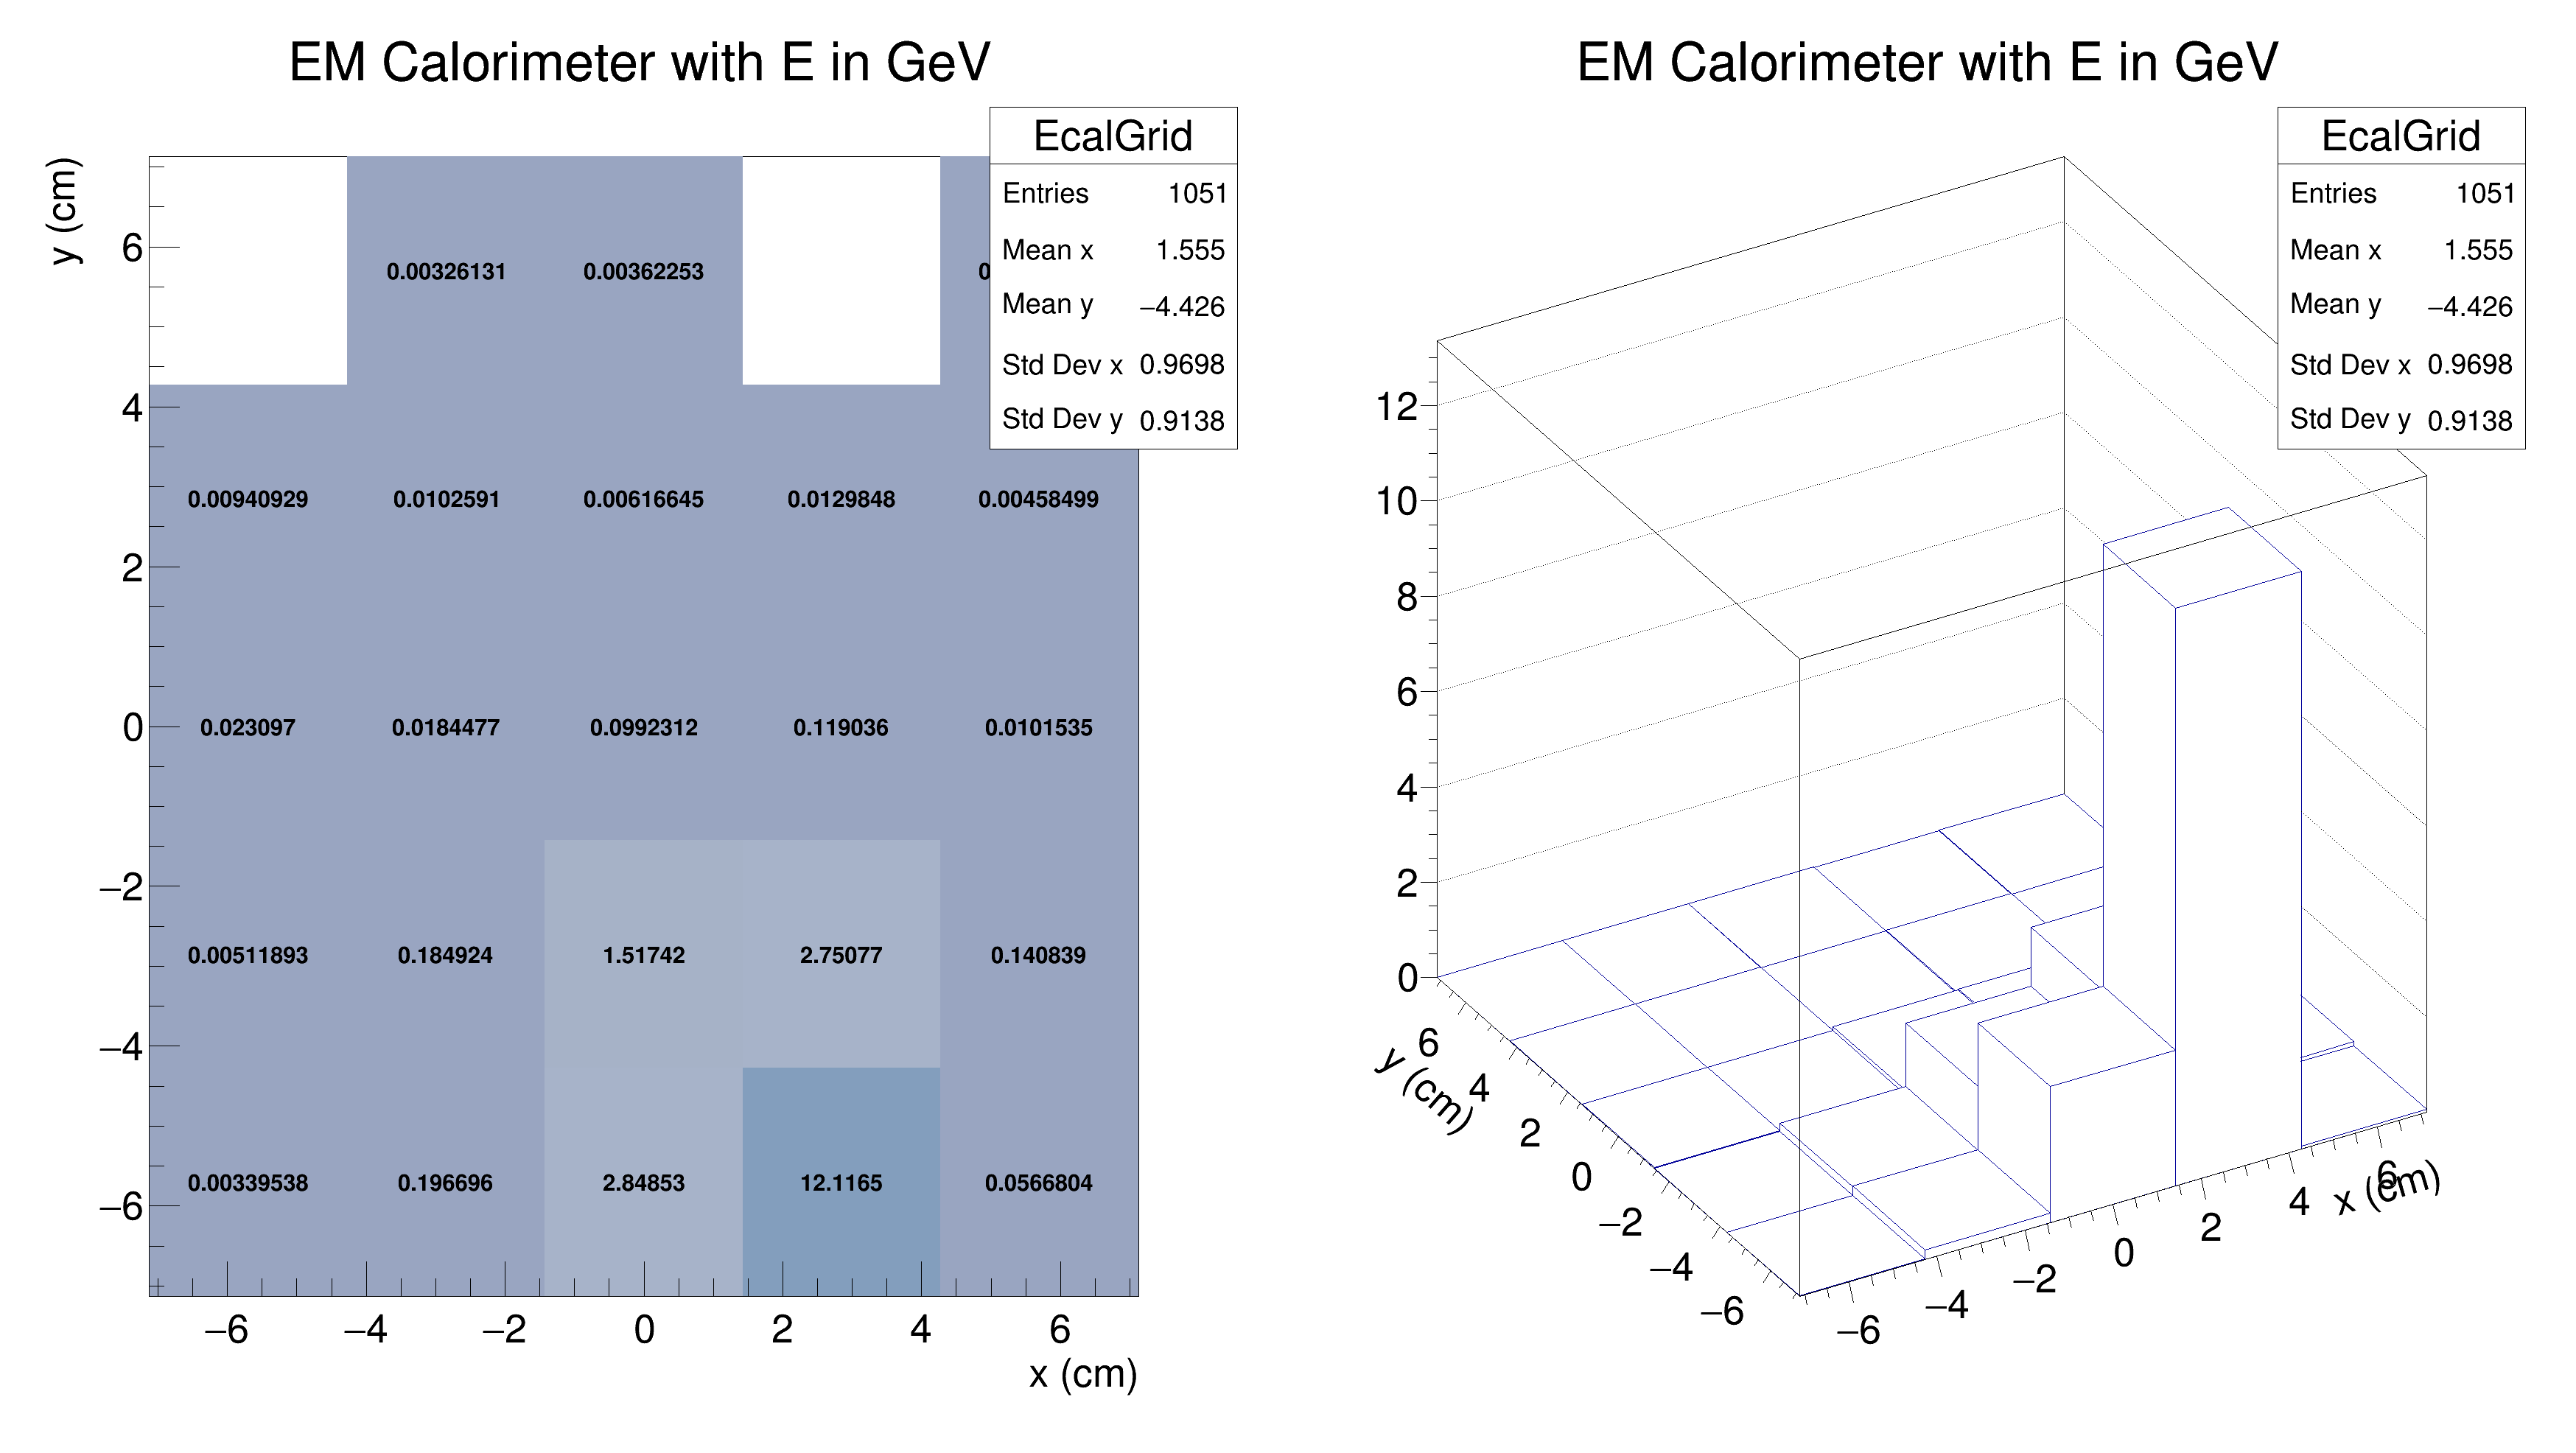 EM Calorimeter with E in GeV
EcalGrid
Entries 1051
Mean x 1.555
Mean y −4.426
Std Dev x 0.9698
Std Dev y 0.9138
y (cm)
6
4
2
0
−2
−4
−6
0.00326131 0.00362253 0
0.00940929 0.0102591 0.00616645 0.0129848 0.00458499
0.023097 0.0184477 0.0992312 0.119036 0.0101535
0.00511893 0.184924 1.51742 2.75077 0.140839
0.00339538 0.196696 2.84853 12.1165 0.0566804
−6 −4 −2 0 2 4 6
x (cm)
EM Calorimeter with E in GeV
EcalGrid
Entries 1051
Mean x 1.555
Mean y −4.426
Std Dev x 0.9698
Std Dev y 0.9138
12
10
8
6
4
2
0
y (cm)
6
4
2
0
−2
−4
−6
−6 −4 −2 0 2 4 6
x (cm)